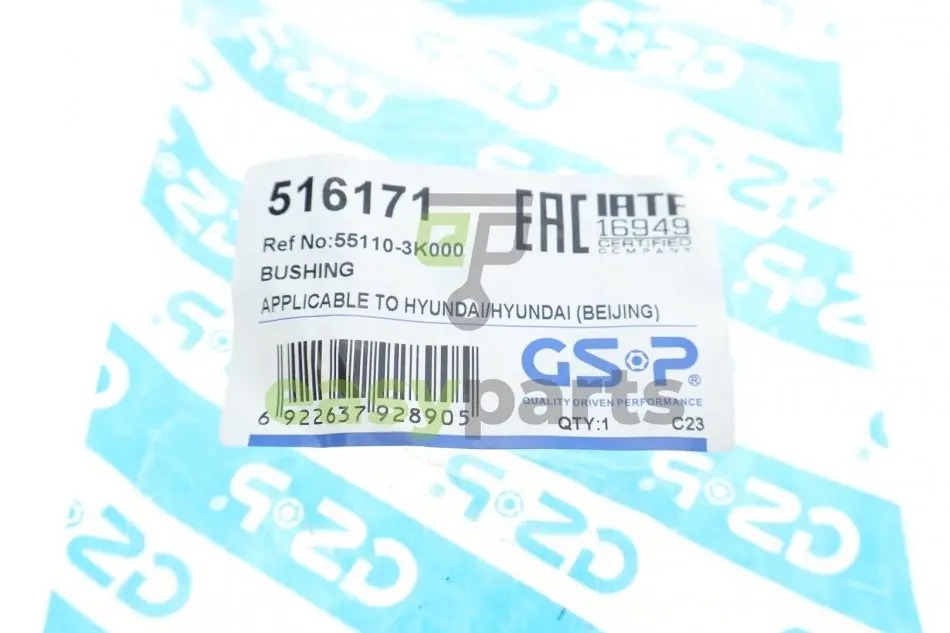 516171
EAC
IATF
16949
CERTIFIED
COMPANY
Ref No:55110-3K000
BUSHING
APPLICABLE TO HYUNDAI/HYUNDAI (BEIJING)
GSP®
QUALITY DRIVEN PERFORMANCE
easyparts
6 922637 928905
QTY:1
C23